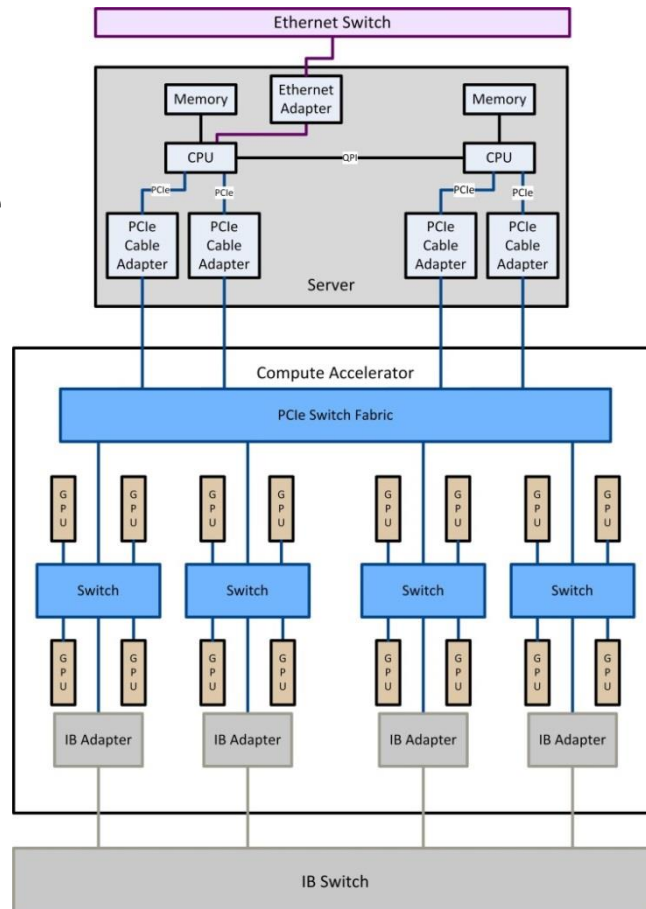 Ethernet Switch
Ethernet
Adapter
Memory
Memory
CPU
QPI
CPU
PCIe
PCIe
PCIe
PCIe
PCIe
Cable
Adapter
PCIe
Cable
Adapter
PCIe
Cable
Adapter
PCIe
Cable
Adapter
Server
Compute Accelerator
PCIe Switch Fabric
GPU
GPU
GPU
GPU
GPU
GPU
GPU
GPU
Switch
Switch
Switch
Switch
GPU
GPU
GPU
GPU
GPU
GPU
GPU
GPU
IB Adapter
IB Adapter
IB Adapter
IB Adapter
IB Switch